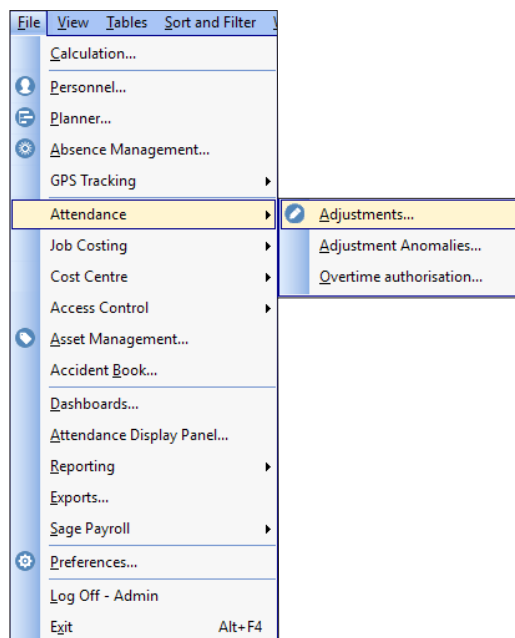 File View Tables Sort and Filter
Calculation...
Personnel...
Planner...
Absence Management...
GPS Tracking
Attendance
Adjustments...
Job Costing
Adjustment Anomalies...
Cost Centre
Overtime authorisation...
Access Control
Asset Management...
Accident Book...
Dashboards...
Attendance Display Panel...
Reporting
Exports...
Sage Payroll
Preferences...
Log Off - Admin
Exit Alt+F4